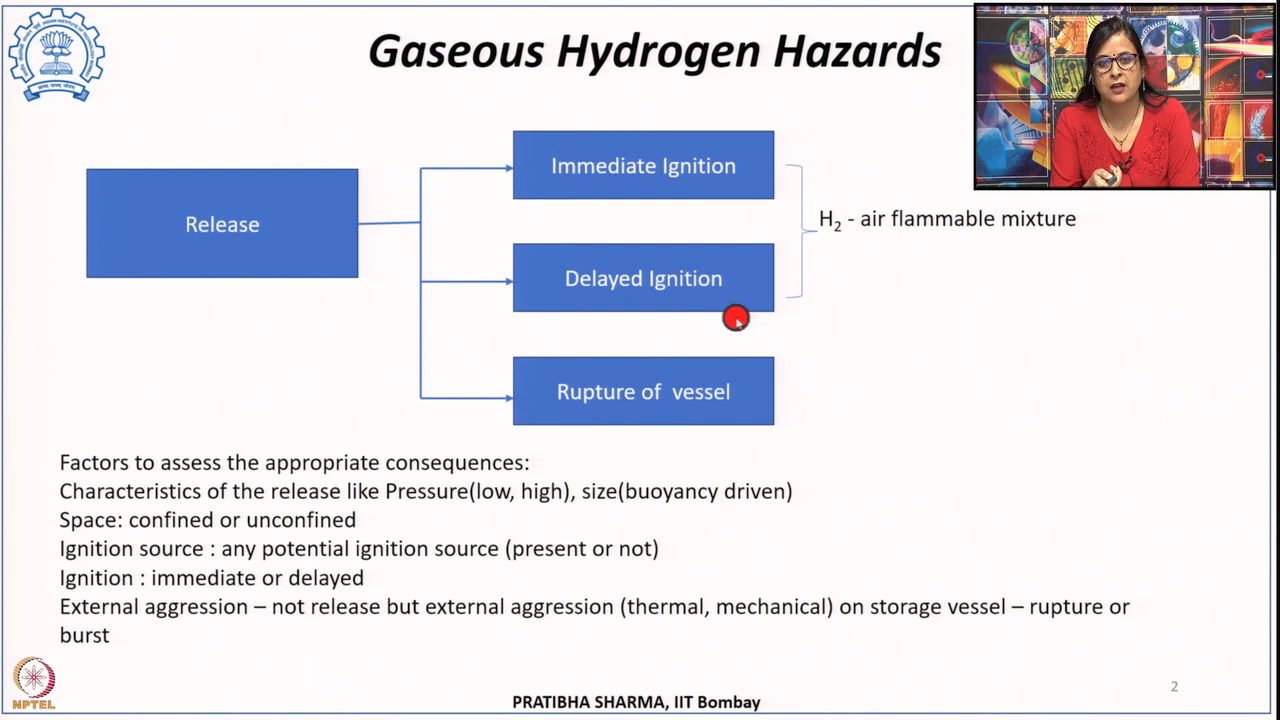 Gaseous Hydrogen Hazards
Release
Immediate Ignition
Delayed Ignition
Rupture of vessel
H₂ - air flammable mixture
Factors to assess the appropriate consequences:
Characteristics of the release like Pressure(low, high), size(buoyancy driven)
Space: confined or unconfined
Ignition source : any potential ignition source (present or not)
Ignition : immediate or delayed
External aggression – not release but external aggression (thermal, mechanical) on storage vessel – rupture or
burst
NPTEL
PRATIBHA SHARMA, IIT Bombay
2